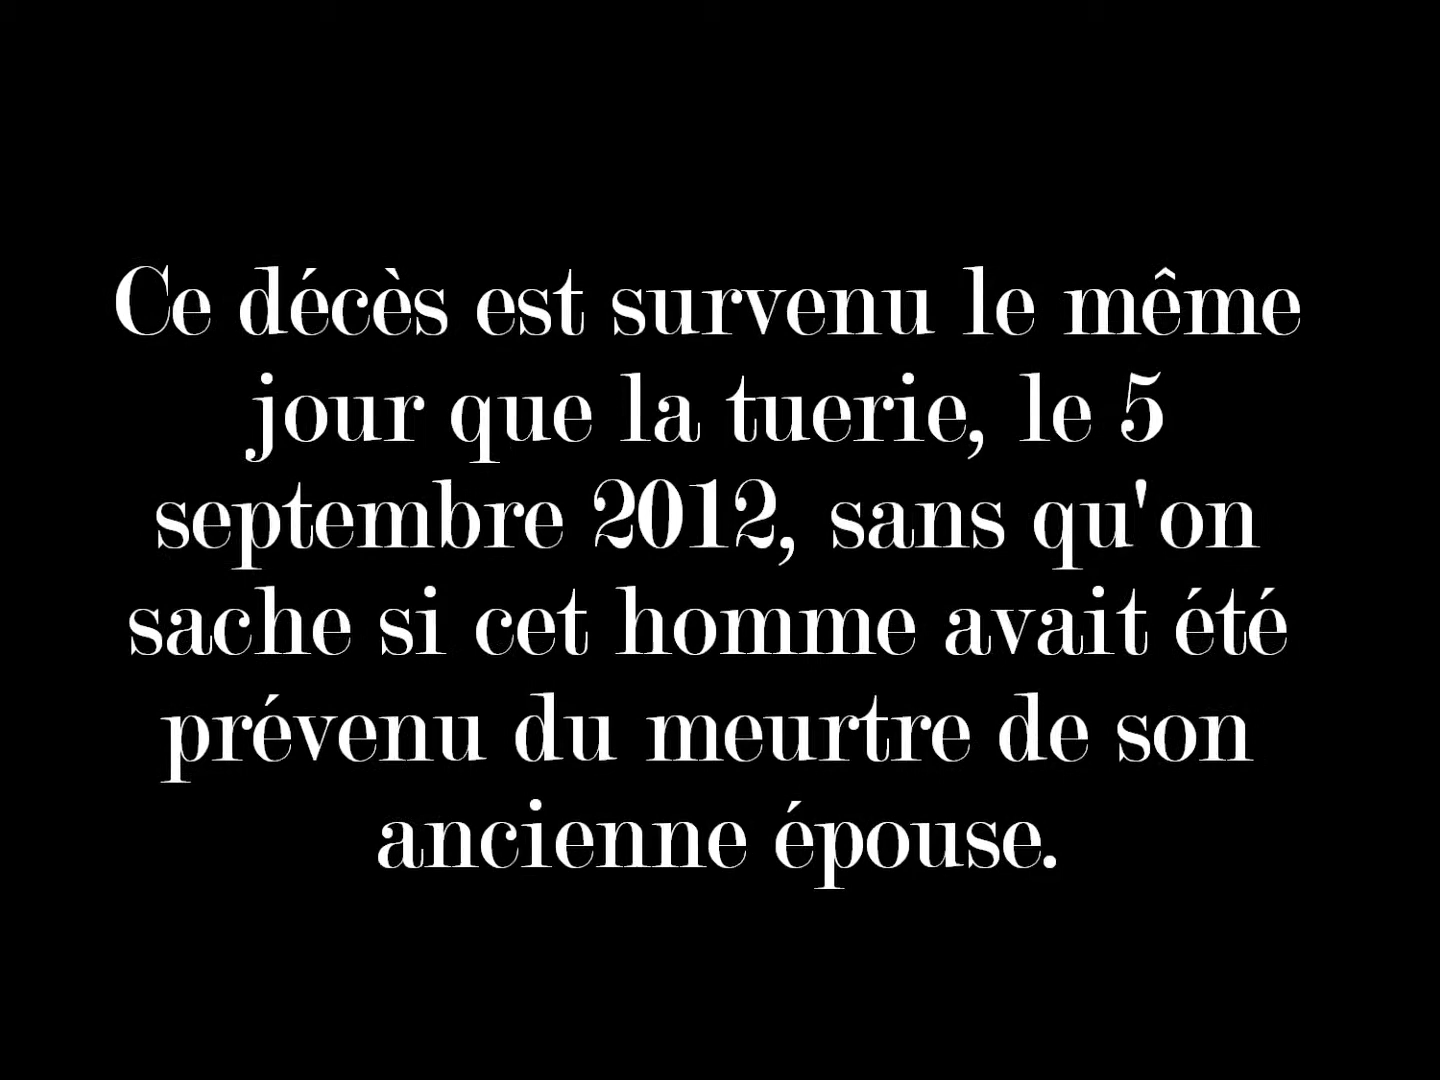 Ce décès est survenu le même
jour que la tuerie, le 5
septembre 2012, sans qu'on
sache si cet homme avait été
prévenu du meurtre de son
ancienne épouse.